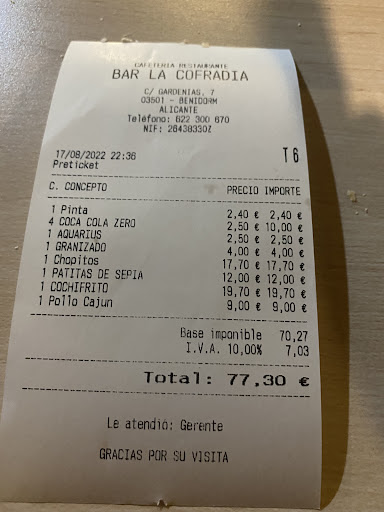 CAFETERIA RESTAURANTE
BAR LA COFRADIA
C/ GARDENIAS, 7
03501 - BENIDORM
ALICANTE
Teléfono: 622 300 670
NIF: 26438330Z
17/08/2022 22:36 T6
Preticket
C. CONCEPTO PRECIO IMPORTE
1 Pinta 2,40 € 2,40 €
4 COCA COLA ZERO 2,50 € 10,00 €
1 AQUARIUS 2,50 € 2,50 €
1 GRANIZADO 4,00 € 4,00 €
1 Chopitos 17,70 € 17,70 €
1 PATITAS DE SEPIA 12,00 € 12,00 €
1 COCHIFRITO 19,70 € 19,70 €
1 Pollo Cajun 9,00 € 9,00 €
Base imponible 70,27
I.V.A. 10,00% 7,03
Total: 77,30 €
Le atendió: Gerente
GRACIAS POR SU VISITA